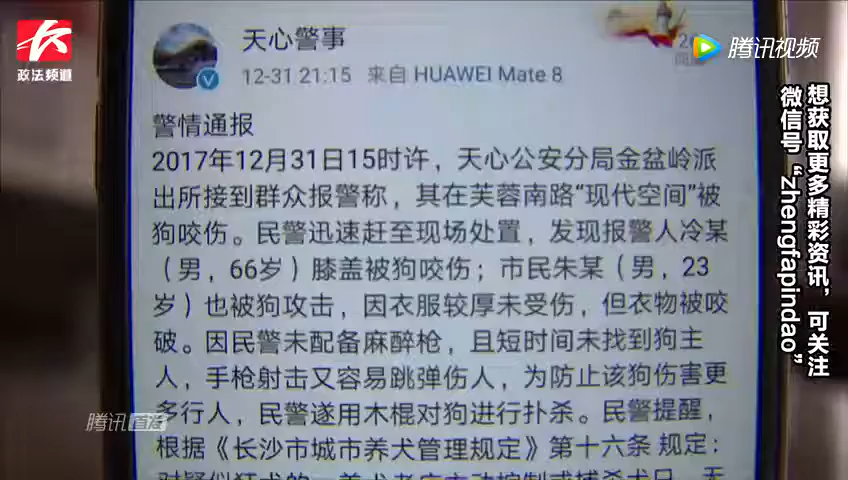 政法频道
天心警事
12-31 21:15 来自 HUAWEI Mate 8
腾讯视频
警情通报
2017年12月31日15时许，天心公安分局金盆岭派
出所接到群众报警称，其在芙蓉南路“现代空间”被
狗咬伤。民警迅速赶至现场处置，发现报警人冷某
（男，66岁）膝盖被狗咬伤；市民朱某（男，23
岁）也被狗攻击，因衣服较厚未受伤，但衣物被咬
破。因民警未配备麻醉枪，且短时间未找到狗主
人，手枪射击又容易跳弹伤人，为防止该狗伤害更
多行人，民警遂用木棍对狗进行扑杀。民警提醒，
根据《长沙市城市养犬管理规定》第十六条 规定：
想获取更多精彩资讯，可关注
微信号“zhengfapindao”
腾讯首发